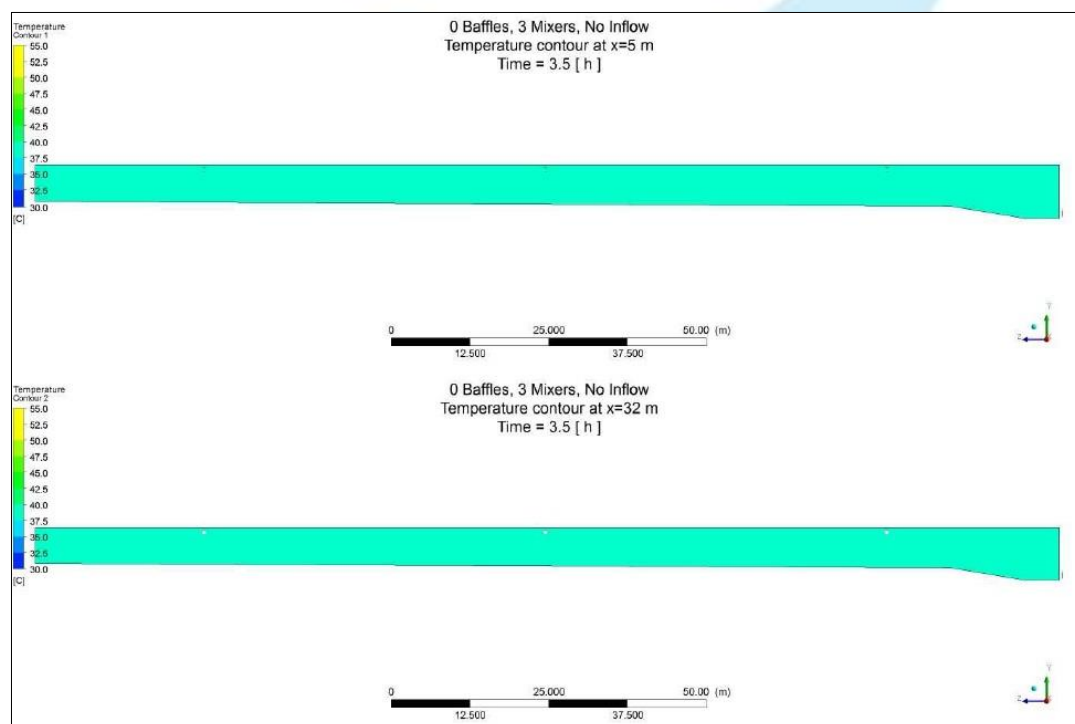 0 Baffles, 3 Mixers, No Inflow
Temperature contour at x=5 m
Time = 3.5 [ h ]
Temperature
Contour 1
55.0
52.5
50.0
47.5
45.0
42.5
40.0
37.5
35.0
32.5
30.0
[C]
0 25.000 50.00 (m)
12.500 37.500
Y
Z
0 Baffles, 3 Mixers, No Inflow
Temperature contour at x=32 m
Time = 3.5 [ h ]
Temperature
Contour 2
55.0
52.5
50.0
47.5
45.0
42.5
40.0
37.5
35.0
32.5
30.0
[C]
0 25.000 50.00 (m)
12.500 37.500
Y
Z